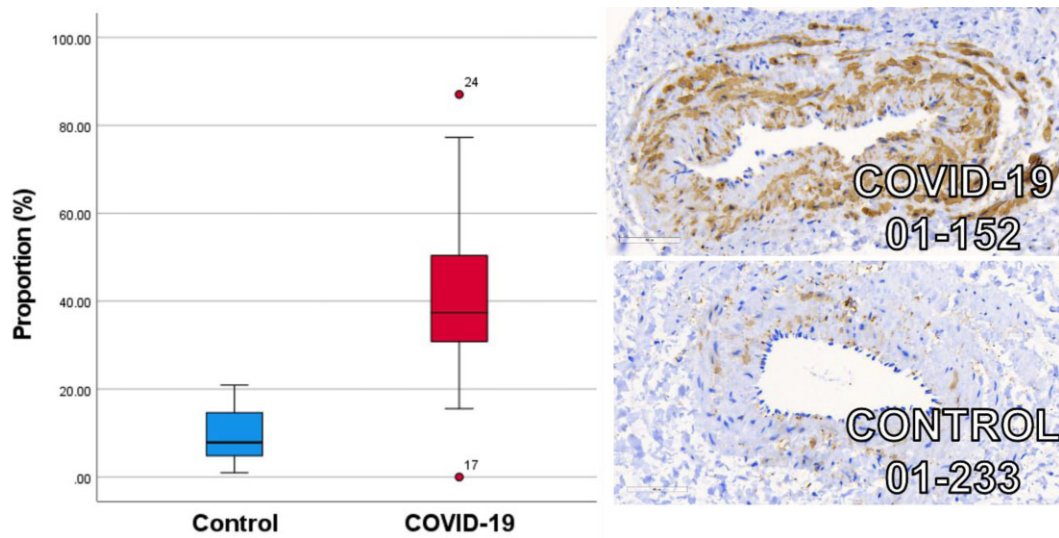 100.00
80.00
60.00
40.00
20.00
.00
Proportion (%)
24
17
Control
COVID-19
COVID-19
01-152
CONTROL
01-233